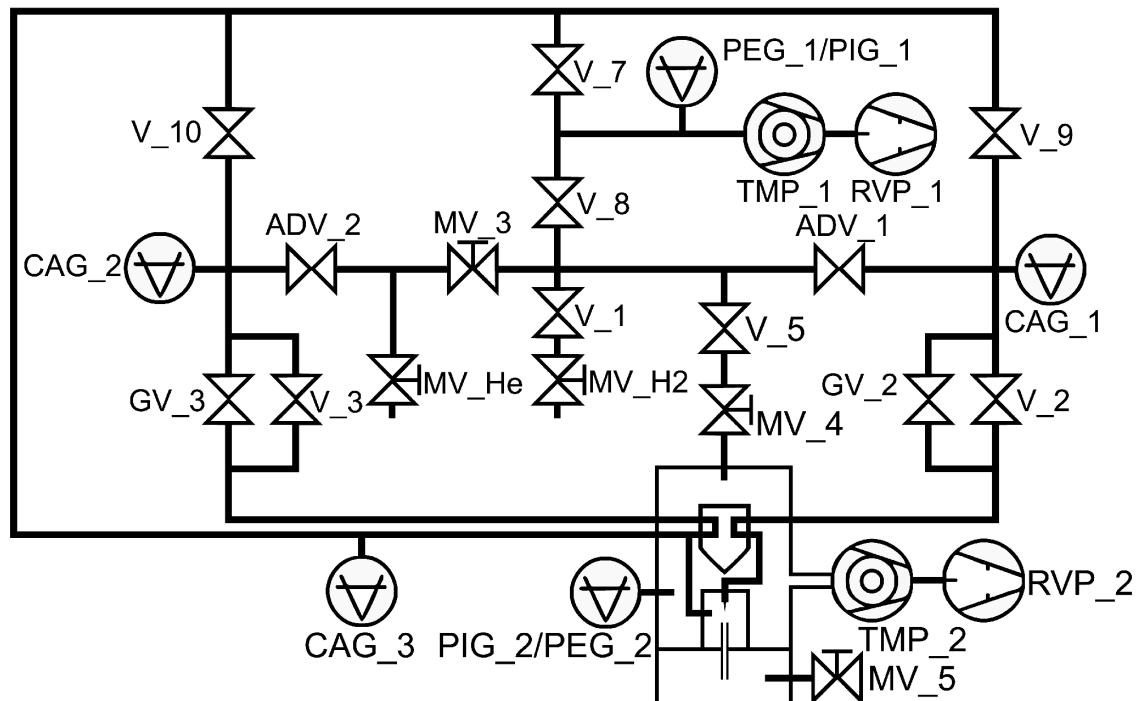 PEG_1/PIG_1
V_7
V_10
V_9
TMP_1
RVP_1
V_8
ADV_2
MV_3
ADV_1
CAG_2
CAG_1
V_1
V_5
GV_3
V_3
MV_He
MV_H2
GV_2
V_2
MV_4
CAG_3
PIG_2/PEG_2
TMP_2
RVP_2
MV_5